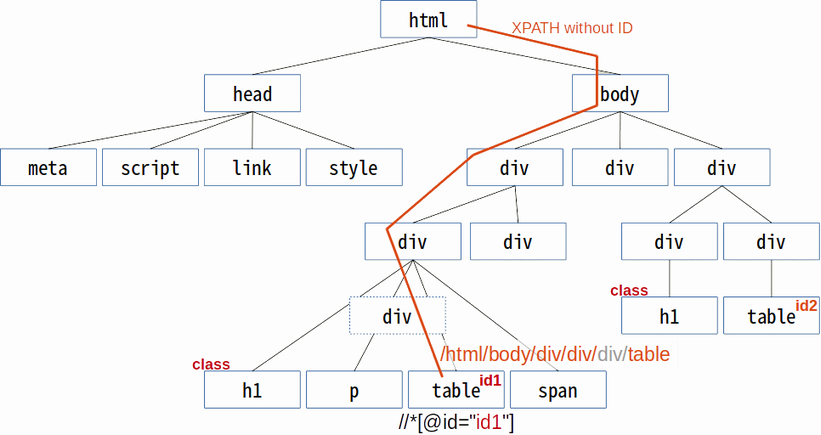 html
XPATH without ID
head
body
meta
script
link
style
div
div
div
div
div
div
div
class
div
h1
table
id2
/html/body/div/div/div/table
class
h1
p
table
id1
span
//*[@id="id1"]